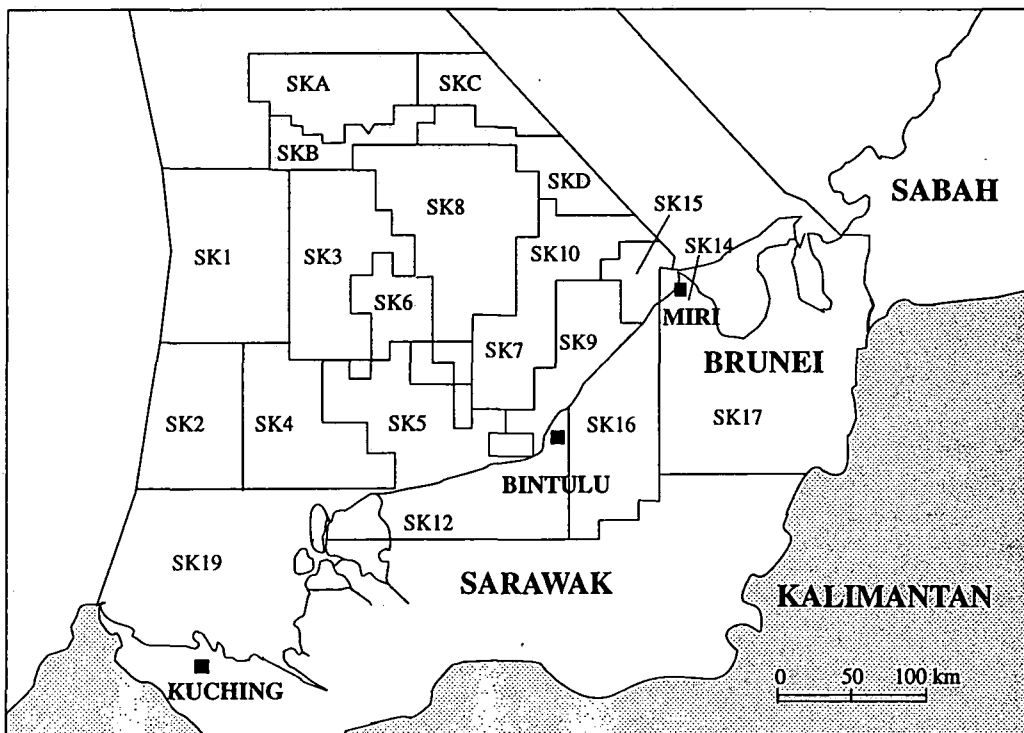 SKA
SKC
SKB
SKD
SABAH
SK8
SK15
SK14
SK1
SK3
SK10
SK6
MIRI
SK7
SK9
BRUNEI
SK2
SK4
SK5
SK16
SK17
BINTULU
SK12
SK19
SARAWAK
KALIMANTAN
KUCHING
0 50 100 km